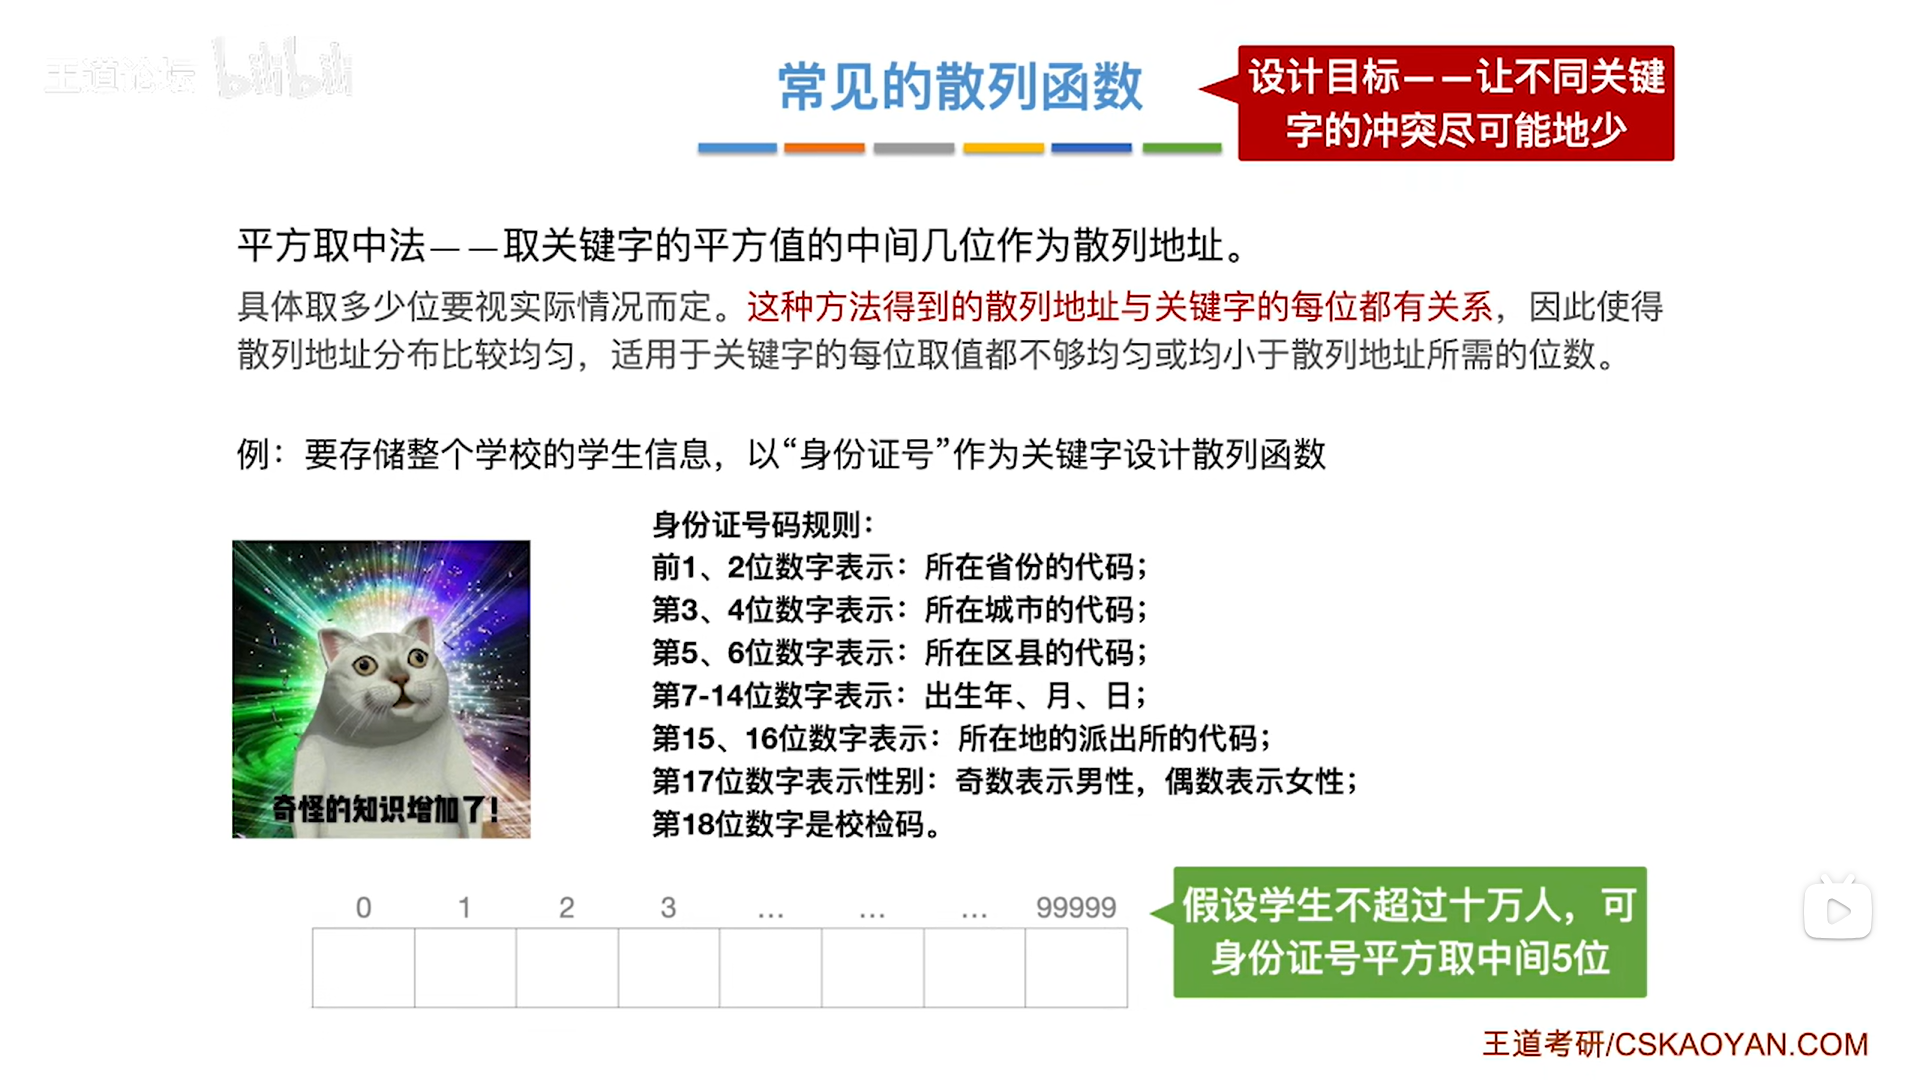 王道论坛 bilibili
常见的散列函数
设计目标——让不同关键
字的冲突尽可能地少
平方取中法——取关键字的平方值的中间几位作为散列地址。
具体取多少位要视实际情况而定。这种方法得到的散列地址与关键字的每位都有关系，因此使得
散列地址分布比较均匀，适用于关键字的每位取值都不够均匀或均小于散列地址所需的位数。
例：要存储整个学校的学生信息，以“身份证号”作为关键字设计散列函数
身份证号码规则：
前1、2位数字表示：所在省份的代码；
第3、4位数字表示：所在城市的代码；
第5、6位数字表示：所在区县的代码；
第7-14位数字表示：出生年、月、日；
第15、16位数字表示：所在地的派出所的代码；
第17位数字表示性别：奇数表示男性，偶数表示女性；
第18位数字是校检码。
奇怪的知识增加了！
0 1 2 3 … … … 99999
假设学生不超过十万人，可
身份证号平方取中间5位
王道考研/CSKAOYAN.COM